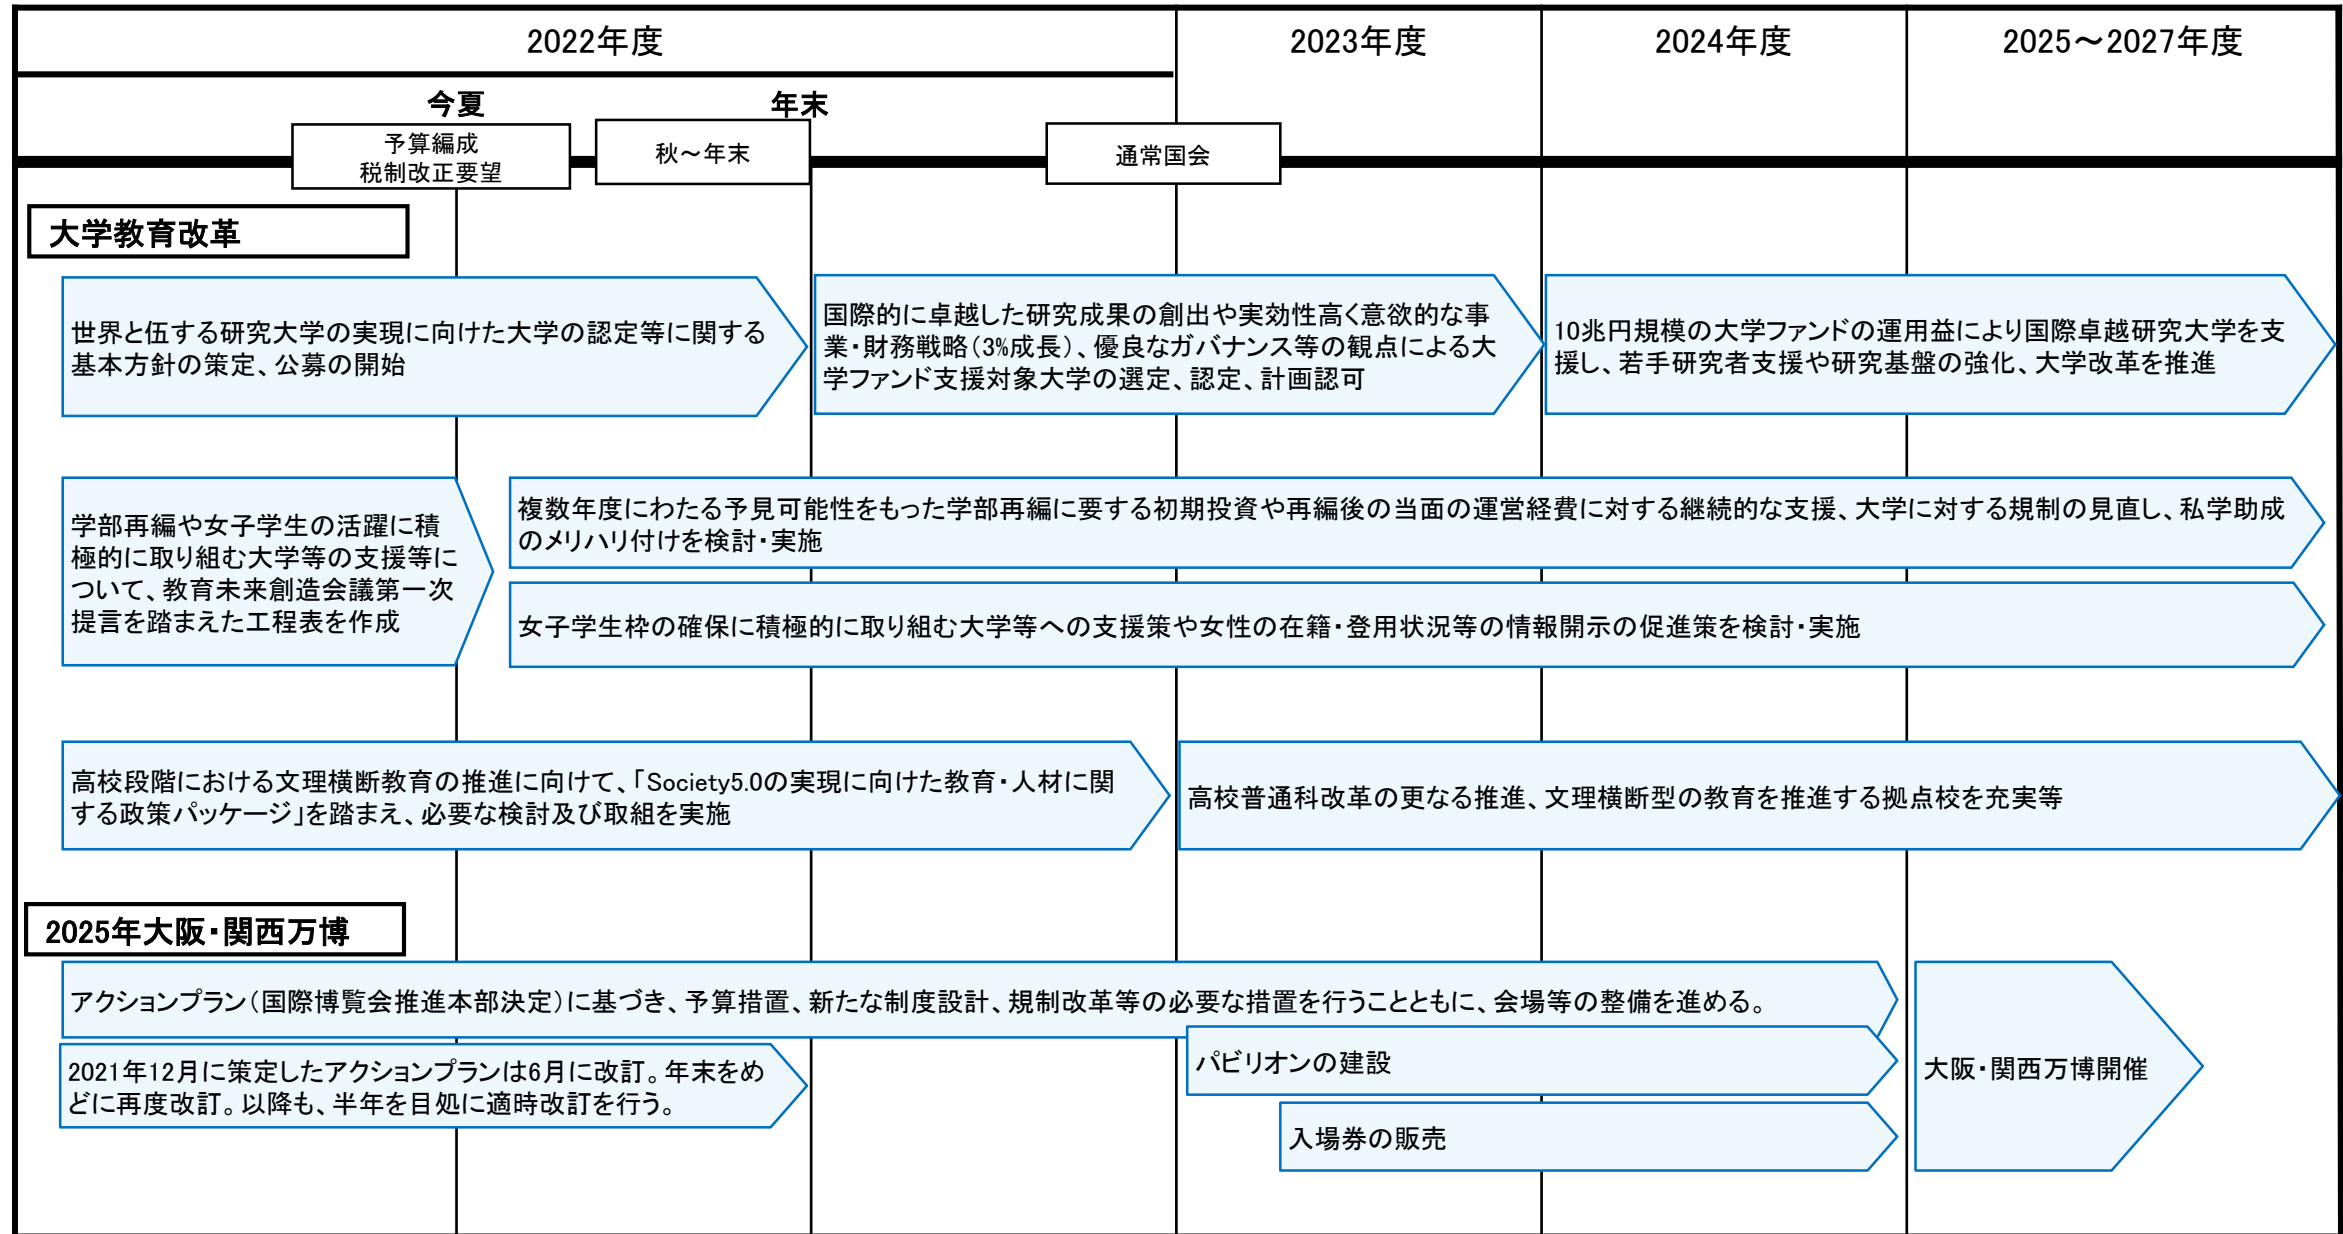 2022年度
2023年度
2024年度
2025～2027年度
今夏
年末
予算編成
税制改正要望
秋～年末
通常国会
大学教育改革
世界と伍する研究大学の実現に向けた大学の認定等に関する
基本方針の策定、公募の開始
国際的に卓越した研究成果の創出や実効性高く意欲的な事
業・財務戦略（3%成長）、優良なガバナンス等の観点による大
学ファンド支援対象大学の選定、認定、計画認可
10兆円規模の大学ファンドの運用益により国際卓越研究大学を支
援し、若手研究者支援や研究基盤の強化、大学改革を推進
学部再編や女子学生の活躍に積
極的に取り組む大学等の支援等に
ついて、教育未来創造会議第一次
提言を踏まえた工程表を作成
複数年度にわたる予見可能性をもった学部再編に要する初期投資や再編後の当面の運営経費に対する継続的な支援、大学に対する規制の見直し、私学助成
のメリハリ付けを検討・実施
女子学生枠の確保に積極的に取り組む大学等への支援策や女性の在籍・登用状況等の情報開示の促進策を検討・実施
高校段階における文理横断教育の推進に向けて、「Society5.0の実現に向けた教育・人材に関
する政策パッケージ」を踏まえ、必要な検討及び取組を実施
高校普通科改革の更なる推進、文理横断型の教育を推進する拠点校を充実等
2025年大阪・関西万博
アクションプラン（国際博覧会推進本部決定）に基づき、予算措置、新たな制度設計、規制改革等の必要な措置を行うことともに、会場等の整備を進める。
2021年12月に策定したアクションプランは6月に改訂。年末をめ
どに再度改訂。以降も、半年を目処に適時改訂を行う。
パビリオンの建設
入場券の販売
大阪・関西万博開催